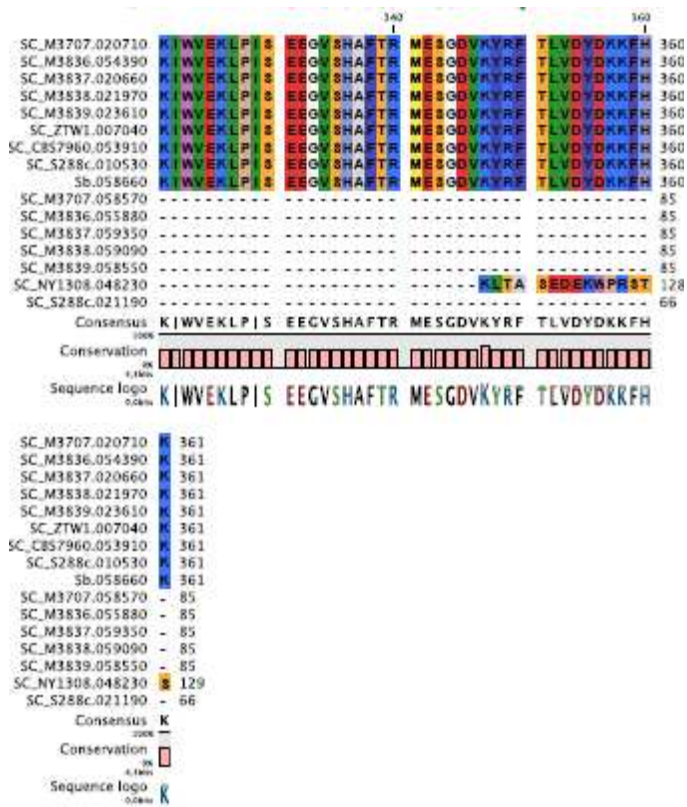 340 360
SC_M3707.020710 KIWVEKLPIS EEGVSHAFTR MESGDVKYRF TLVDYDKKFH 360
SC_M3836.054390 KIWVEKLPIS EEGVSHAFTR MESGDVKYRF TLVDYDKKFH 360
SC_M3837.020660 KIWVEKLPIS EEGVSHAFTR MESGDVKYRF TLVDYDKKFH 360
SC_M3838.021970 KIWVEKLPIS EEGVSHAFTR MESGDVKYRF TLVDYDKKFH 360
SC_M3839.023610 KIWVEKLPIS EEGVSHAFTR MESGDVKYRF TLVDYDKKFH 360
SC_ZTW1.007040 KIWVEKLPIS EEGVSHAFTR MESGDVKYRF TLVDYDKKFH 360
SC_CBS7960.053910 KIWVEKLPIS EEGVSHAFTR MESGDVKYRF TLVDYDKKFH 360
SC_S288c.010530 KIWVEKLPIS EEGVSHAFTR MESGDVKYRF TLVDYDKKFH 360
Sb.058660 KIWVEKLPIS EEGVSHAFTR MESGDVKYRF TLVDYDKKFH 360
SC_M3707.058570 ---------- ---------- ---------- ---------- 85
SC_M3836.055880 ---------- ---------- ---------- ---------- 85
SC_M3837.059350 ---------- ---------- ---------- ---------- 85
SC_M3838.059090 ---------- ---------- ---------- ---------- 85
SC_M3839.058550 ---------- ---------- ---------- ---------- 85
SC_NY1308.048230 ---------- ---------- ------KLTA SEDEKWPRST 128
SC_S288c.021190 ---------- ---------- ---------- ---------- 66
Consensus KIWVEKLPIS EEGVSHAFTR MESGDVKYRF TLVDYDKKFH
100%
Conservation
0%
Sequence logo KIWVEKLPIS EEGVSHAFTR MESGDVKYRF TLVDYDKKFH
SC_M3707.020710 K 361
SC_M3836.054390 K 361
SC_M3837.020660 K 361
SC_M3838.021970 K 361
SC_M3839.023610 K 361
SC_ZTW1.007040 K 361
SC_CBS7960.053910 K 361
SC_S288c.010530 K 361
Sb.058660 K 361
SC_M3707.058570 - 85
SC_M3836.055880 - 85
SC_M3837.059350 - 85
SC_M3838.059090 - 85
SC_M3839.058550 - 85
SC_NY1308.048230 S 129
SC_S288c.021190 - 66
Consensus K
100%
Conservation
0%
Sequence logo K